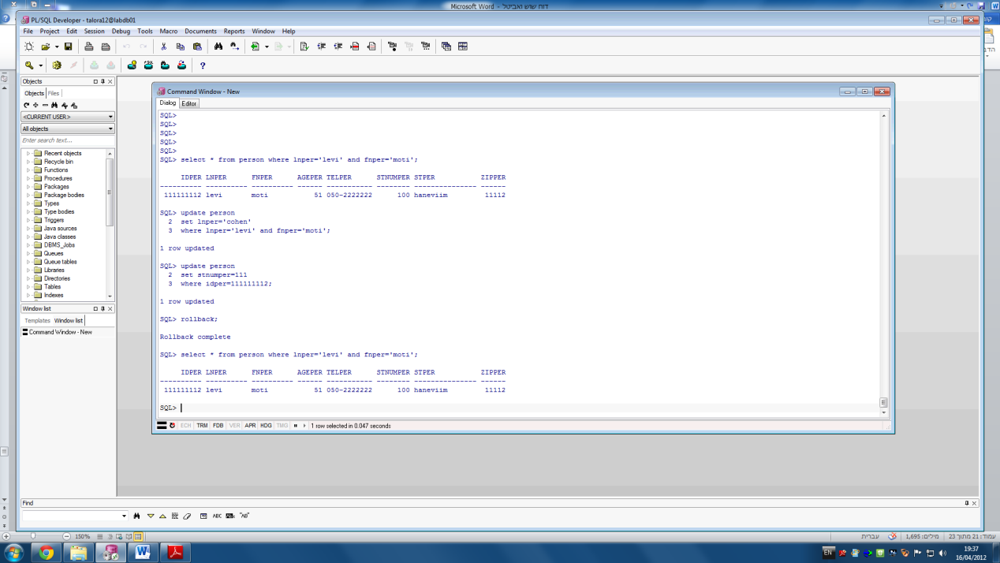 דוח שוש ואביטל - Microsoft Word
PL/SQL Developer - talora12@labdb01
File Project Edit Session Debug Tools Macro Documents Reports Window Help
Objects
Objects Files
<CURRENT USER>
All objects
Enter search text...
Recent objects
Recycle bin
Functions
Procedures
Packages
Package bodies
Types
Type bodies
Triggers
Java sources
Java classes
DBMS_Jobs
Queues
Queue tables
Libraries
Directories
Tables
Indexes
Window list
Templates Window list
Command Window - New
Command Window - New
Dialog Editor
SQL>
SQL>
SQL>
SQL>
SQL>
SQL> select * from person where lnper='levi' and fnper='moti';
IDPER LNPER FNPER AGEPER TELPER STNUMPER STPER ZIPPER
---------- ---------- ---------- ------ ----------- -------- --------------- ------
111111112 levi moti 51 050-2222222 100 haneviim 11112
SQL> update person
2 set lnper='cohen'
3 where lnper='levi' and fnper='moti';
1 row updated
SQL> update person
2 set stnumper=111
3 where idper=111111112;
1 row updated
SQL> rollback;
Rollback complete
SQL> select * from person where lnper='levi' and fnper='moti';
IDPER LNPER FNPER AGEPER TELPER STNUMPER STPER ZIPPER
---------- ---------- ---------- ------ ----------- -------- --------------- ------
111111112 levi moti 51 050-2222222 100 haneviim 11112
SQL>
ECH TRM FDB VER APR HDG TMG 1 row selected in 0.047 seconds
Find
ABC "AB"
150%
עמוד: 21 מתוך 23 מילים: 1,695 עברית
EN
19:37
16/04/2012